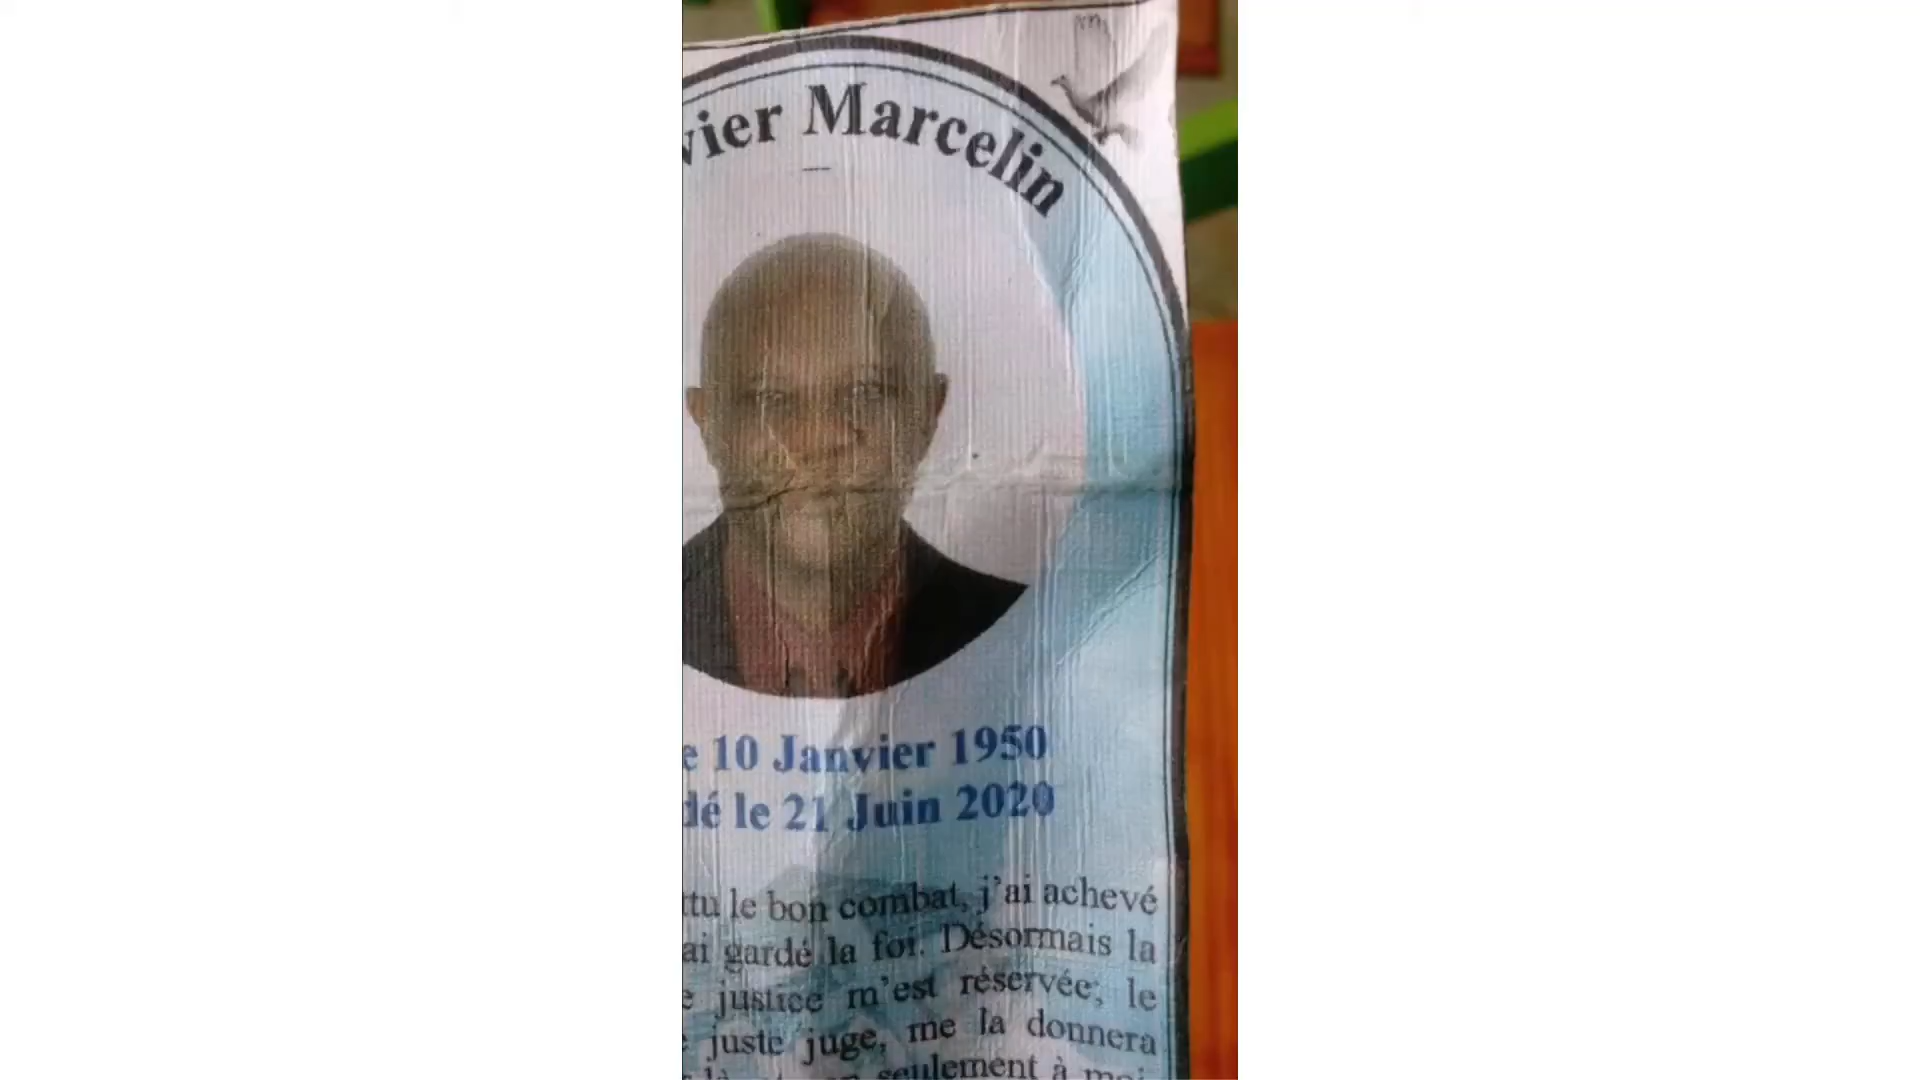 vier Marcelin
e 10 Janvier 1950
dé le 21 Juin 2020
ttu le bon combat, j'ai achevé
ai gardé la foi. Désormais la
e justice m'est réservée; le
juste juge, me la donnera
seulement à moi,